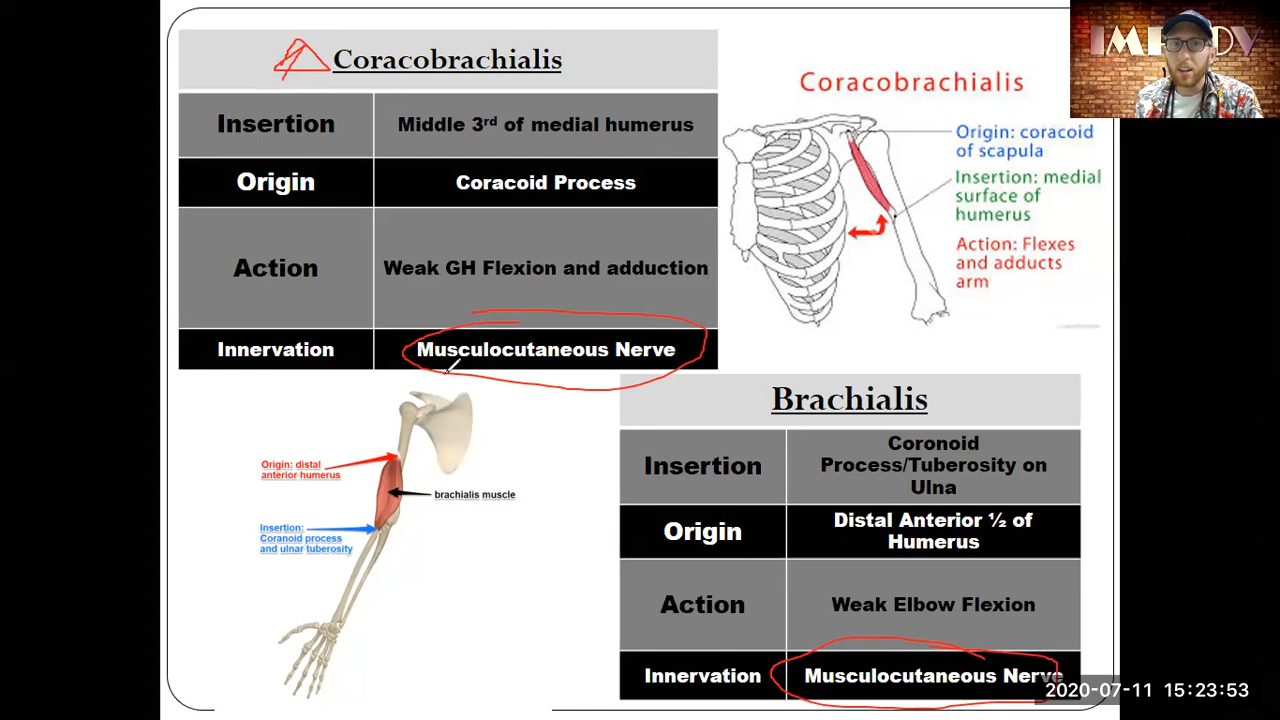 Coracobrachialis
Insertion
Middle 3rd of medial humerus
Origin
Coracoid Process
Action
Weak GH Flexion and adduction
Innervation
Musculocutaneous Nerve
Coracobrachialis
Origin: coracoid
of scapula
Insertion: medial
surface of
humerus
Action: Flexes
and adducts
arm
Origin: distal
anterior humerus
brachialis muscle
Insertion:
Coranoid process
and ulnar tuberosity
Brachialis
Insertion
Coronoid
Process/Tuberosity on
Ulna
Origin
Distal Anterior ½ of
Humerus
Action
Weak Elbow Flexion
Innervation
Musculocutaneous Nerve
2020-07-11 15:23:53